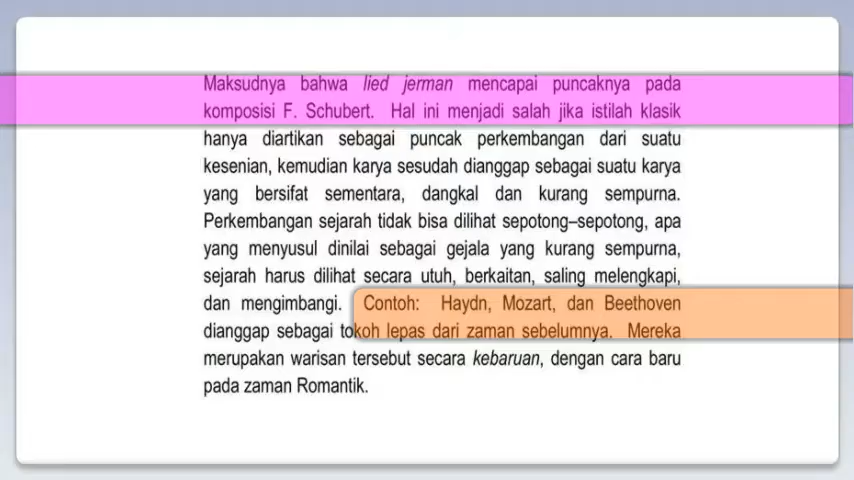 Maksudnya bahwa lied jerman mencapai puncaknya pada
komposisi F. Schubert. Hal ini menjadi salah jika istilah klasik
hanya diartikan sebagai puncak perkembangan dari suatu
kesenian, kemudian karya sesudah dianggap sebagai suatu karya
yang bersifat sementara, dangkal dan kurang sempurna.
Perkembangan sejarah tidak bisa dilihat sepotong–sepotong, apa
yang menyusul dinilai sebagai gejala yang kurang sempurna,
sejarah harus dilihat secara utuh, berkaitan, saling melengkapi,
dan mengimbangi. Contoh: Haydn, Mozart, dan Beethoven
dianggap sebagai tokoh lepas dari zaman sebelumnya. Mereka
merupakan warisan tersebut secara kebaruan, dengan cara baru
pada zaman Romantik.